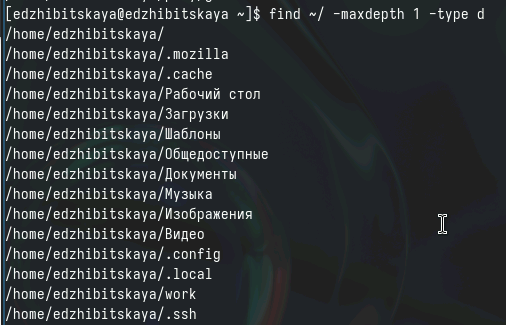 [edzhibitskaya@edzhibitskaya ~]$ find ~/ -maxdepth 1 -type d
/home/edzhibitskaya/
/home/edzhibitskaya/.mozilla
/home/edzhibitskaya/.cache
/home/edzhibitskaya/Рабочий стол
/home/edzhibitskaya/Загрузки
/home/edzhibitskaya/Шаблоны
/home/edzhibitskaya/Общедоступные
/home/edzhibitskaya/Документы
/home/edzhibitskaya/Музыка
/home/edzhibitskaya/Изображения
/home/edzhibitskaya/Видео
/home/edzhibitskaya/.config
/home/edzhibitskaya/.local
/home/edzhibitskaya/work
/home/edzhibitskaya/.ssh